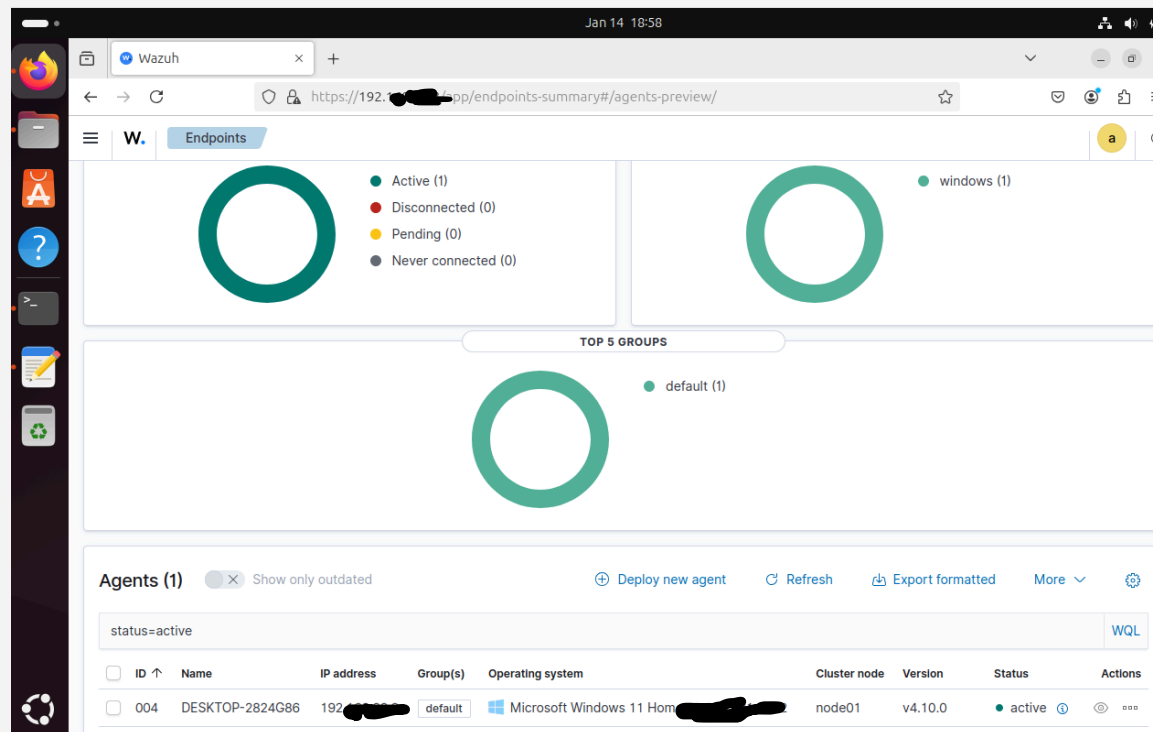 Jan 14 18:58
Wazuh
https://192.1 app/endpoints-summary#/agents-preview/
W. Endpoints a
Active (1)
Disconnected (0)
Pending (0)
Never connected (0)
windows (1)
TOP 5 GROUPS
default (1)
Agents (1) Show only outdated Deploy new agent Refresh Export formatted More
status=active WQL
ID Name IP address Group(s) Operating system Cluster node Version Status Actions
004 DESKTOP-2824G86 192. default Microsoft Windows 11 Hom node01 v4.10.0 active